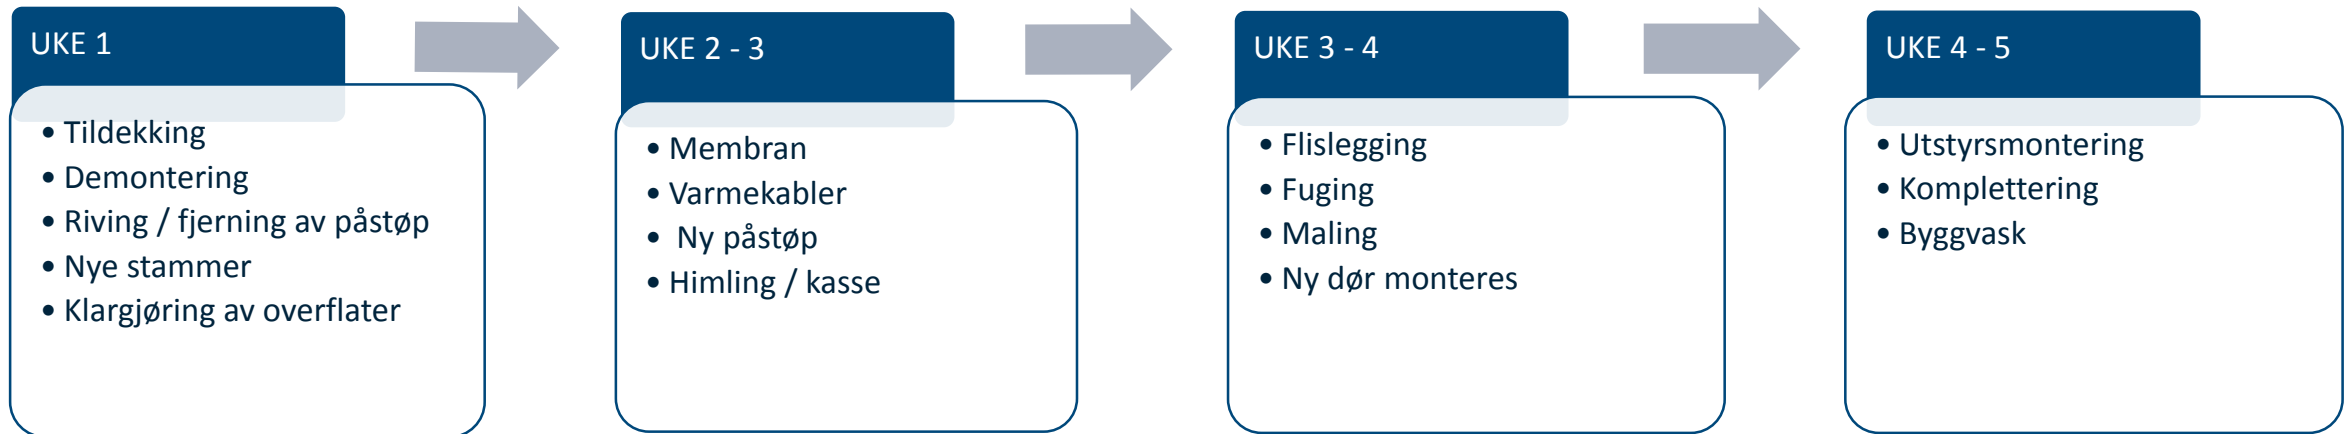 UKE 1
• Tildekking
• Demontering
• Riving / fjerning av påstøp
• Nye stammer
• Klargjøring av overflater
UKE 2 - 3
• Membran
• Varmekabler
• Ny påstøp
• Himling / kasse
UKE 3 - 4
• Flislegging
• Fuging
• Maling
• Ny dør monteres
UKE 4 - 5
• Utstyrsmontering
• Komplettering
• Byggvask